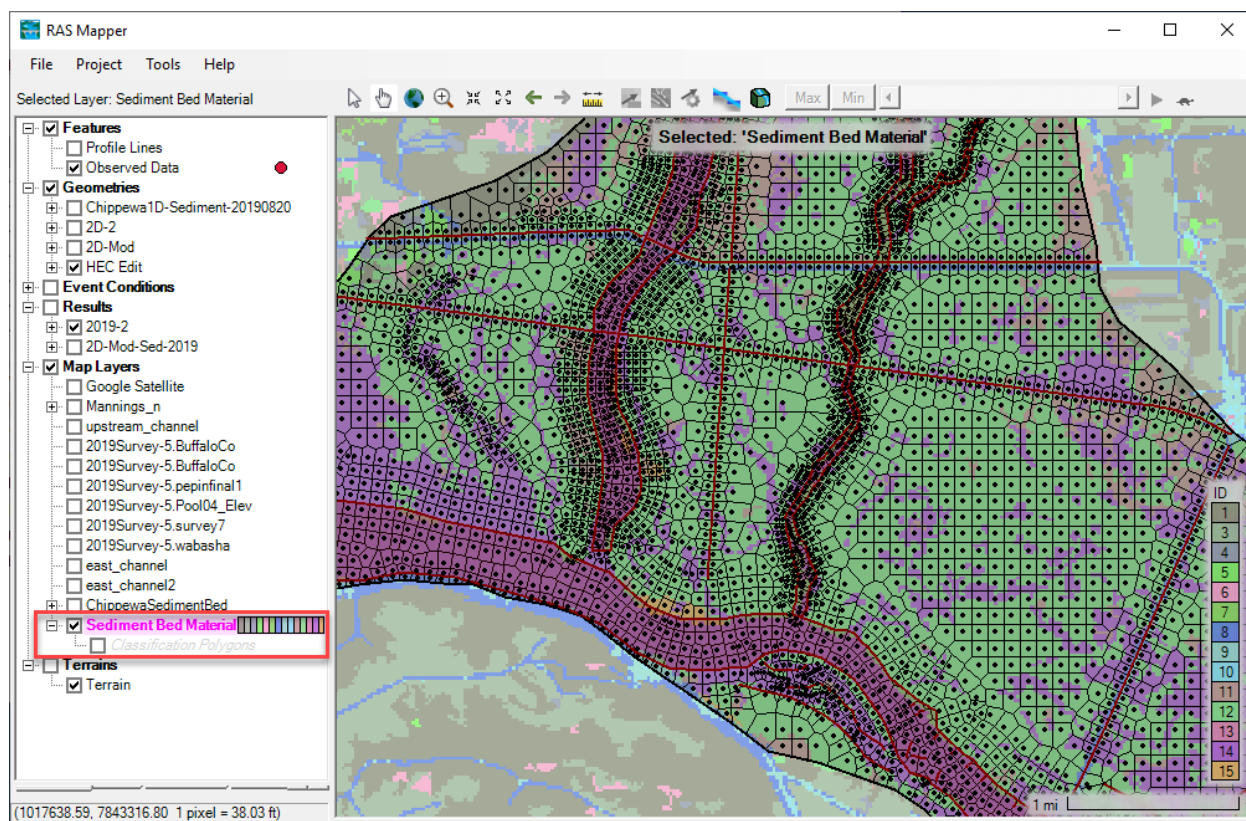 RAS Mapper
File Project Tools Help
Selected Layer: Sediment Bed Material
Max Min
Selected: 'Sediment Bed Material'
Features
Profile Lines
Observed Data
Geometries
Chippewa1D-Sediment-20190820
2D-2
2D-Mod
HEC Edit
Event Conditions
Results
2019-2
2D-Mod-Sed-2019
Map Layers
Google Satellite
Mannings_n
upstream_channel
2019Survey-5.BuffaloCo
2019Survey-5.BuffaloCo
2019Survey-5.pepinfinal1
2019Survey-5.Pool04_Elev
2019Survey-5.survey7
2019Survey-5.wabasha
east_channel
east_channel2
ChippewaSedimentBed
Sediment Bed Material
Classification Polygons
Terrains
Terrain
ID
1
3
4
5
6
7
8
9
10
11
12
13
14
15
1 mi
(1017638.59, 7843316.80 1 pixel = 38.03 ft)